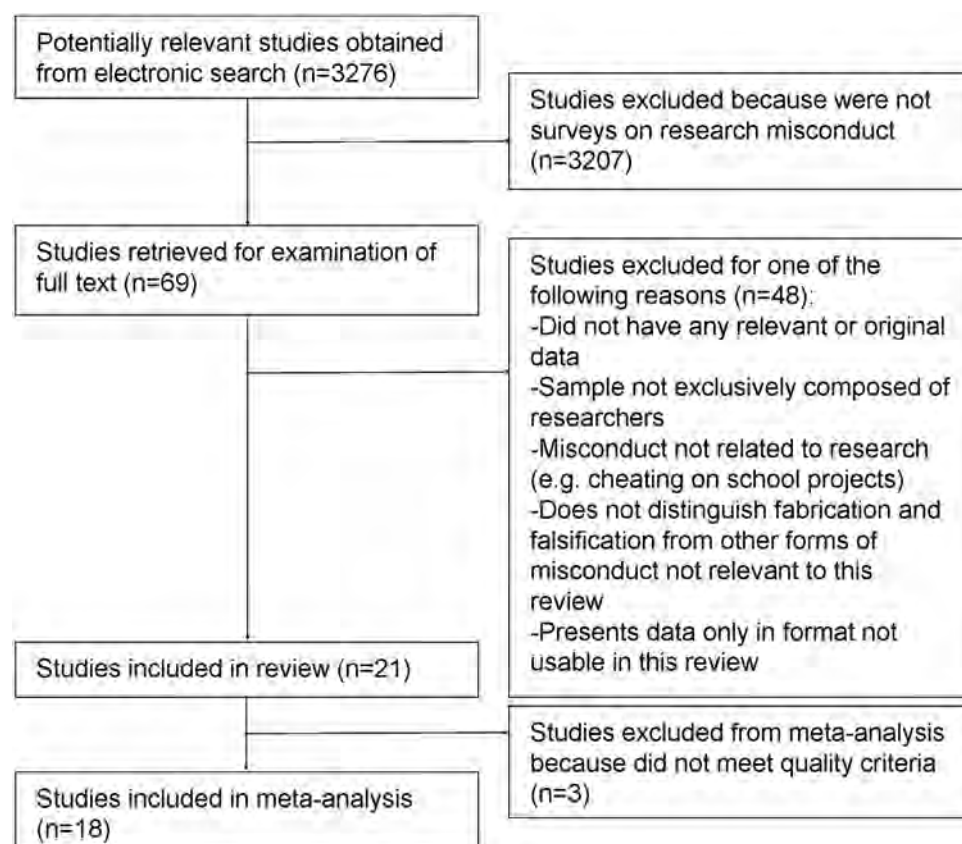 Potentially relevant studies obtained
from electronic search (n=3276)
Studies excluded because were not
surveys on research misconduct
(n=3207)
Studies retrieved for examination of
full text (n=69)
Studies excluded for one of the
following reasons (n=48):
-Did not have any relevant or original
data
-Sample not exclusively composed of
researchers
-Misconduct not related to research
(e.g. cheating on school projects)
-Does not distinguish fabrication and
falsification from other forms of
misconduct not relevant to this
review
-Presents data only in format not
usable in this review
Studies included in review (n=21)
Studies excluded from meta-analysis
because did not meet quality criteria
(n=3)
Studies included in meta-analysis
(n=18)